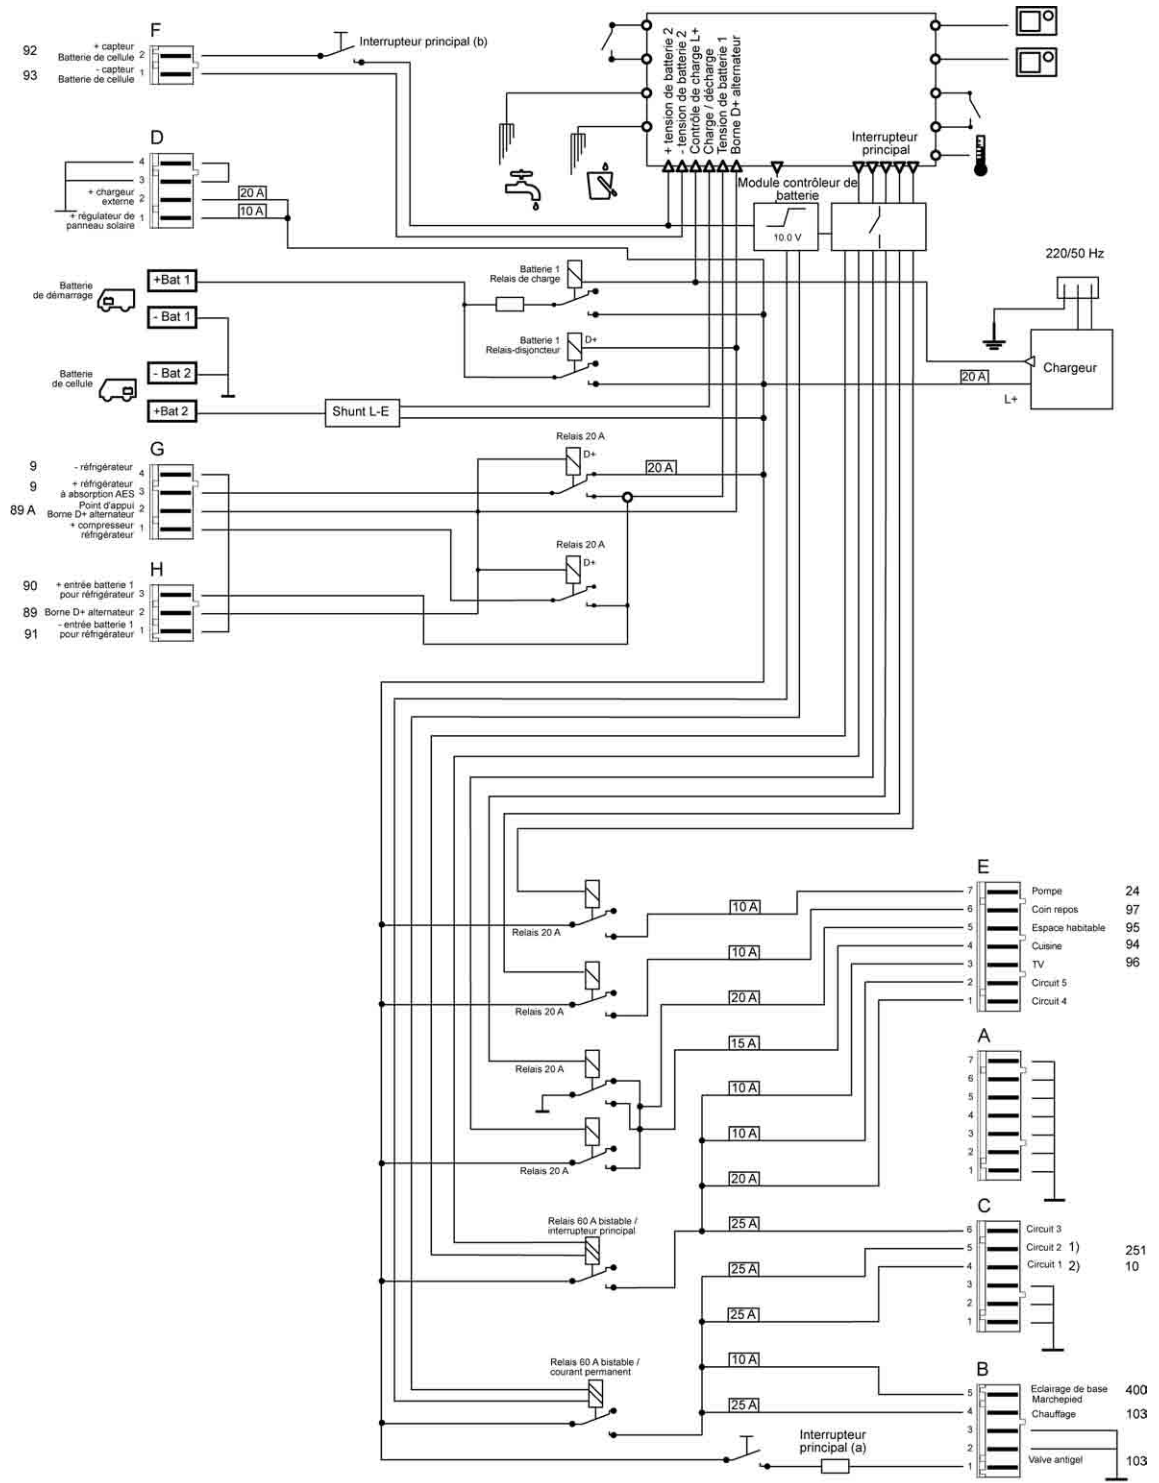 F
92
+ capteur
Batterie de cellule 2
93
- capteur
Batterie de cellule 1
Interrupteur principal (b)
+ tension de batterie 2
- tension de batterie 2
Contrôle de charge L+
Charge / décharge
Tension de batterie 1
Borne D+ alternateur
Interrupteur
principal
Module contrôleur de
batterie
10.0 V
D
4
3
+ chargeur
externe 2
20 A
+ régulateur de
panneau solaire 1
10 A
220/50 Hz
Batterie
de démarrage
+Bat 1
- Bat 1
Batterie 1
Relais de charge
Batterie 1
Relais-disjoncteur
D+
Chargeur
20 A
L+
Batterie
de cellule
- Bat 2
+Bat 2
Shunt L-E
G
9
- réfrigérateur 4
9
+ réfrigérateur
à absorption AES 3
89 A
Point d'appui
Borne D+ alternateur 2
+ compresseur
réfrigérateur 1
Relais 20 A
D+
20 A
Relais 20 A
D+
H
90
+ entrée batterie 1
pour réfrigérateur 3
89
Borne D+ alternateur 2
91
- entrée batterie 1
pour réfrigérateur 1
E
7 Pompe 24
6 Coin repos 97
5 Espace habitable 95
4 Cuisine 94
3 TV 96
2 Circuit 5
1 Circuit 4
Relais 20 A
10 A
Relais 20 A
10 A
20 A
Relais 20 A
15 A
10 A
Relais 20 A
10 A
20 A
A
7
6
5
4
3
2
1
Relais 60 A bistable /
interrupteur principal
25 A
25 A
25 A
C
6 Circuit 3
5 Circuit 2 1) 251
4 Circuit 1 2) 10
3
2
1
Relais 60 A bistable /
courant permanent
10 A
25 A
Interrupteur
principal (a)
B
5 Eclairage de base
Marchepied 400
4 Chauffage 103
3
2
1 Valve antigel 103